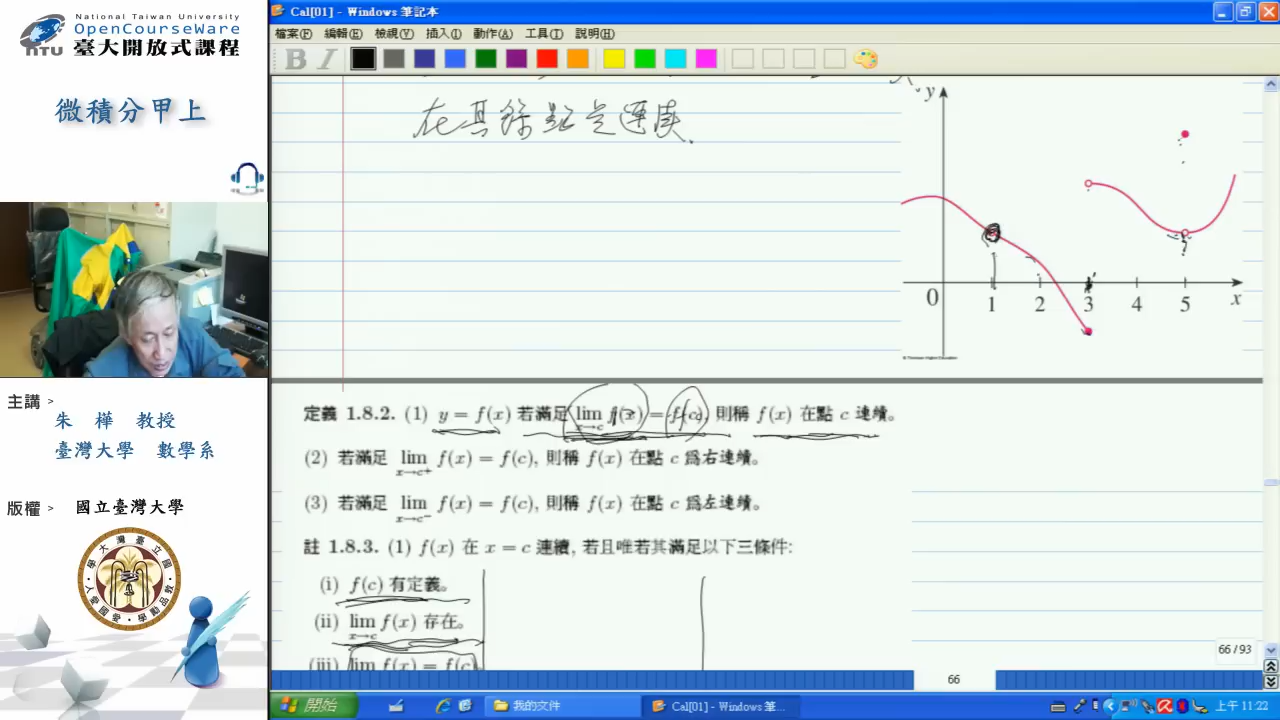 National Taiwan University
OpenCourseWare
NTU 臺大開放式課程
微積分甲上
主講
朱 樺 教授
臺灣大學 數學系
版權
國立臺灣大學
Cal[01] - Windows 筆記本
檔案(F) 編輯(E) 檢視(V) 插入(I) 動作(A) 工具(T) 說明(H)
B I
在其餘點是連續.
y
0 1 2 3 4 5 x
定義 1.8.2. (1) y = f(x) 若滿足 lim x→c f(x) = f(c), 則稱 f(x) 在點 c 連續。
(2) 若滿足 lim x→c+ f(x) = f(c), 則稱 f(x) 在點 c 為右連續。
(3) 若滿足 lim x→c− f(x) = f(c), 則稱 f(x) 在點 c 為左連續。
註 1.8.3. (1) f(x) 在 x = c 連續, 若且唯若其滿足以下三條件:
(i) f(c) 有定義。
(ii) lim x→c f(x) 存在。
(iii) lim f(x) = f(c)
66/93
66
開始 我的文件 Cal[01] - Windows 筆... 上午 11:22